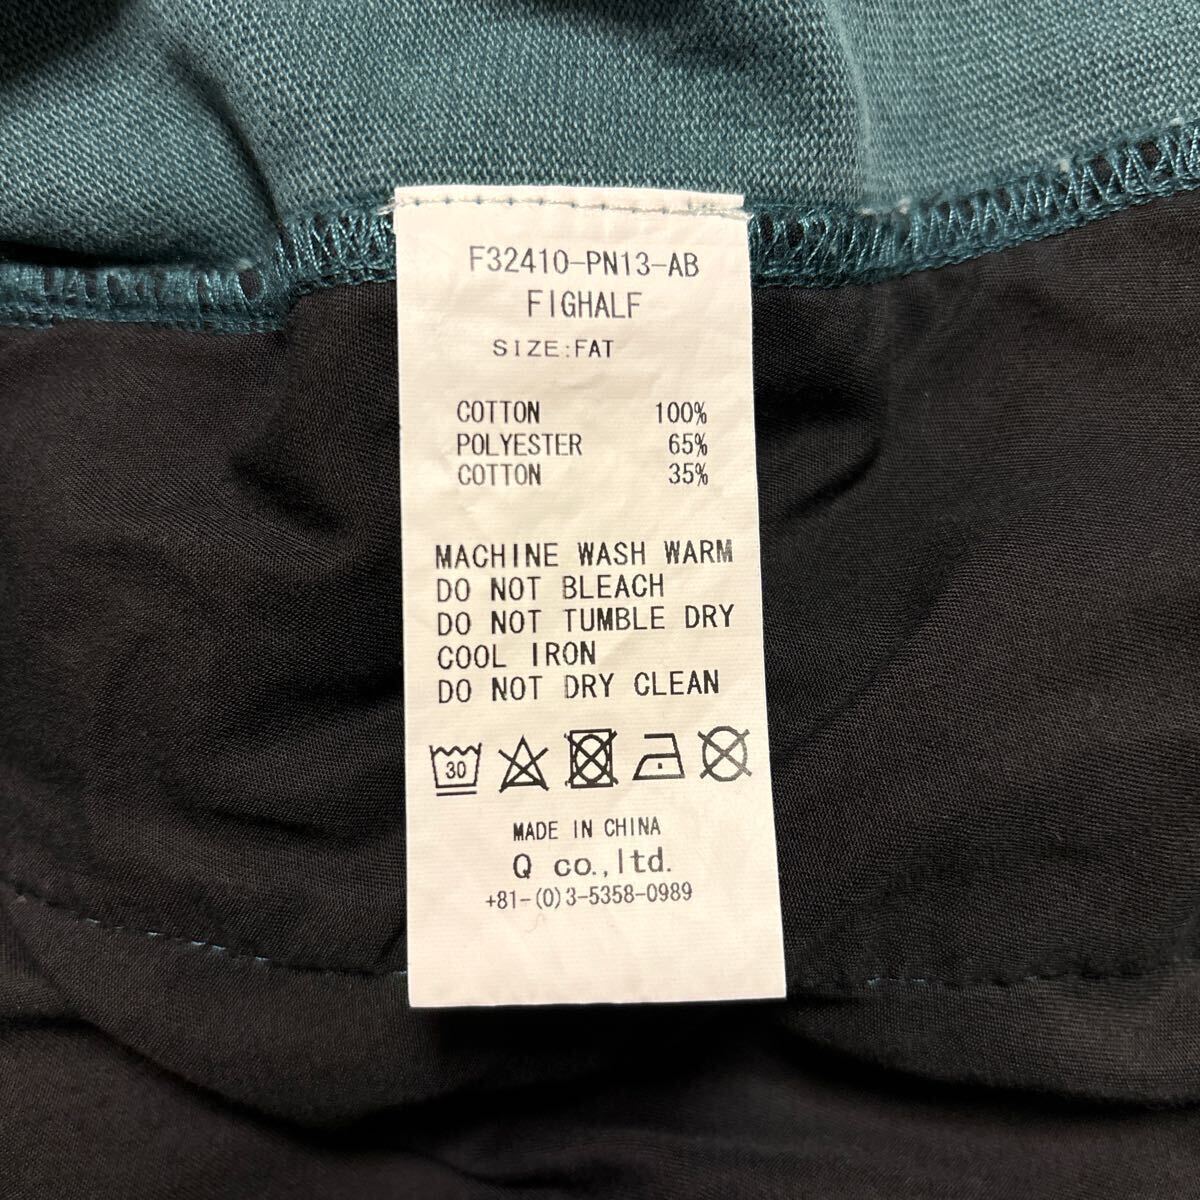 F32410-PN13-AB
FIGHALF
SIZE:FAT
COTTON 100%
POLYESTER 65%
COTTON 35%
MACHINE WASH WARM
DO NOT BLEACH
DO NOT TUMBLE DRY
COOL IRON
DO NOT DRY CLEAN
30
MADE IN CHINA
Q co.,ltd.
+81-(0)3-5358-0989